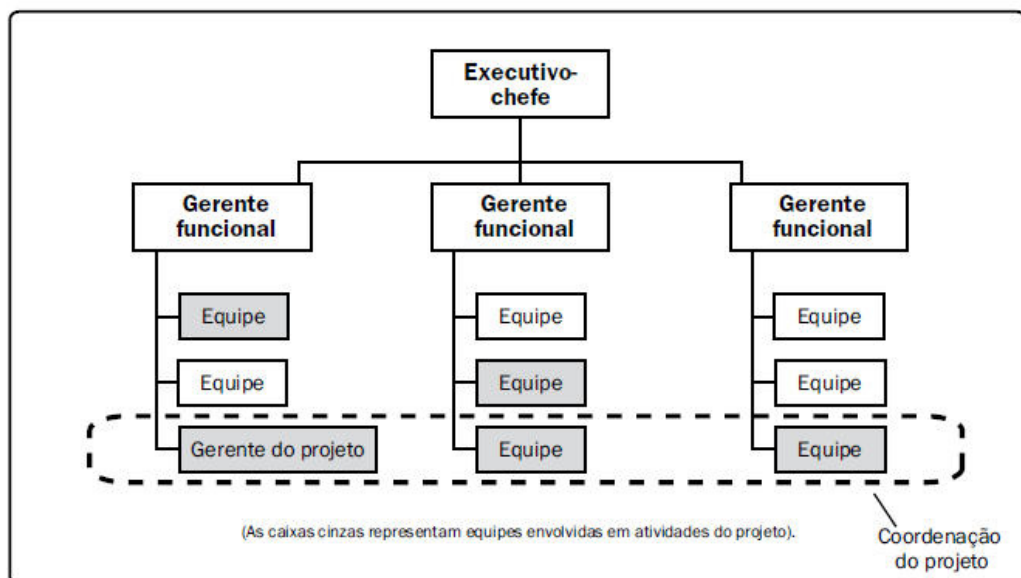 Executivo-
chefe
Gerente
funcional
Gerente
funcional
Gerente
funcional
Equipe
Equipe
Equipe
Equipe
Equipe
Equipe
Gerente do projeto
Equipe
Equipe
(As caixas cinzas representam equipes envolvidas em atividades do projeto).
Coordenação
do projeto